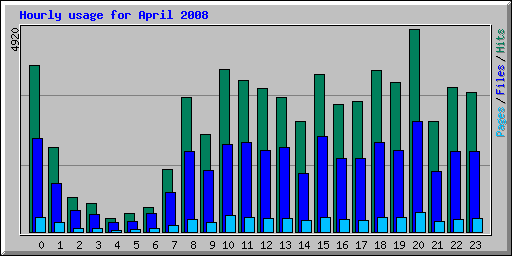 Hourly usage for April 2008
4920
Pages/Files/Hits
0 1 2 3 4 5 6 7 8 9 10 11 12 13 14 15 16 17 18 19 20 21 22 23